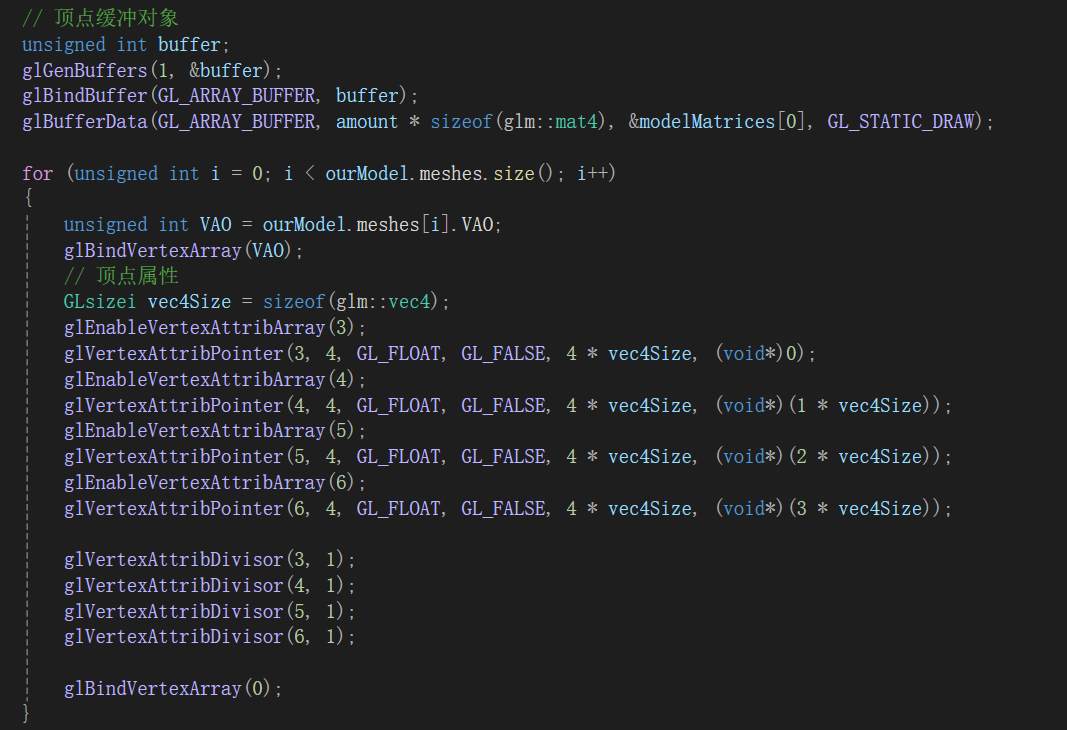 // 顶点缓冲对象
unsigned int buffer;
glGenBuffers(1, &buffer);
glBindBuffer(GL_ARRAY_BUFFER, buffer);
glBufferData(GL_ARRAY_BUFFER, amount * sizeof(glm::mat4), &modelMatrices[0], GL_STATIC_DRAW);
for (unsigned int i = 0; i < ourModel.meshes.size(); i++)
{
unsigned int VAO = ourModel.meshes[i].VAO;
glBindVertexArray(VAO);
// 顶点属性
GLsizei vec4Size = sizeof(glm::vec4);
glEnableVertexAttribArray(3);
glVertexAttribPointer(3, 4, GL_FLOAT, GL_FALSE, 4 * vec4Size, (void*)0);
glEnableVertexAttribArray(4);
glVertexAttribPointer(4, 4, GL_FLOAT, GL_FALSE, 4 * vec4Size, (void*)(1 * vec4Size));
glEnableVertexAttribArray(5);
glVertexAttribPointer(5, 4, GL_FLOAT, GL_FALSE, 4 * vec4Size, (void*)(2 * vec4Size));
glEnableVertexAttribArray(6);
glVertexAttribPointer(6, 4, GL_FLOAT, GL_FALSE, 4 * vec4Size, (void*)(3 * vec4Size));
glVertexAttribDivisor(3, 1);
glVertexAttribDivisor(4, 1);
glVertexAttribDivisor(5, 1);
glVertexAttribDivisor(6, 1);
glBindVertexArray(0);
}